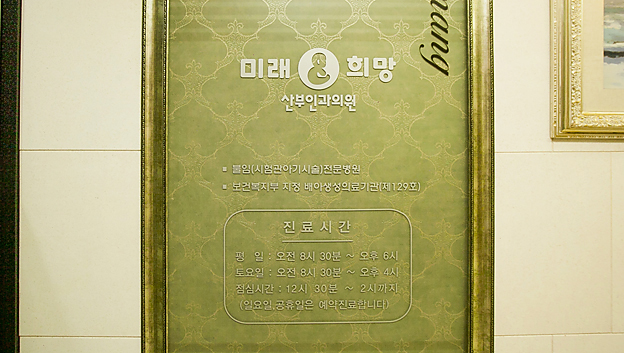 mang
미래 희망
산부인과의원
불임(시험관아기시술)전문병원
보건복지부 지정 배아생성의료기관(제129호)
진료시간
평 일 : 오전 8시 30분 ~ 오후 6시
토요일 : 오전 8시 30분 ~ 오후 4시
점심시간 : 12시 30분 ~ 2시까지
(일요일,공휴일은 예약진료합니다)